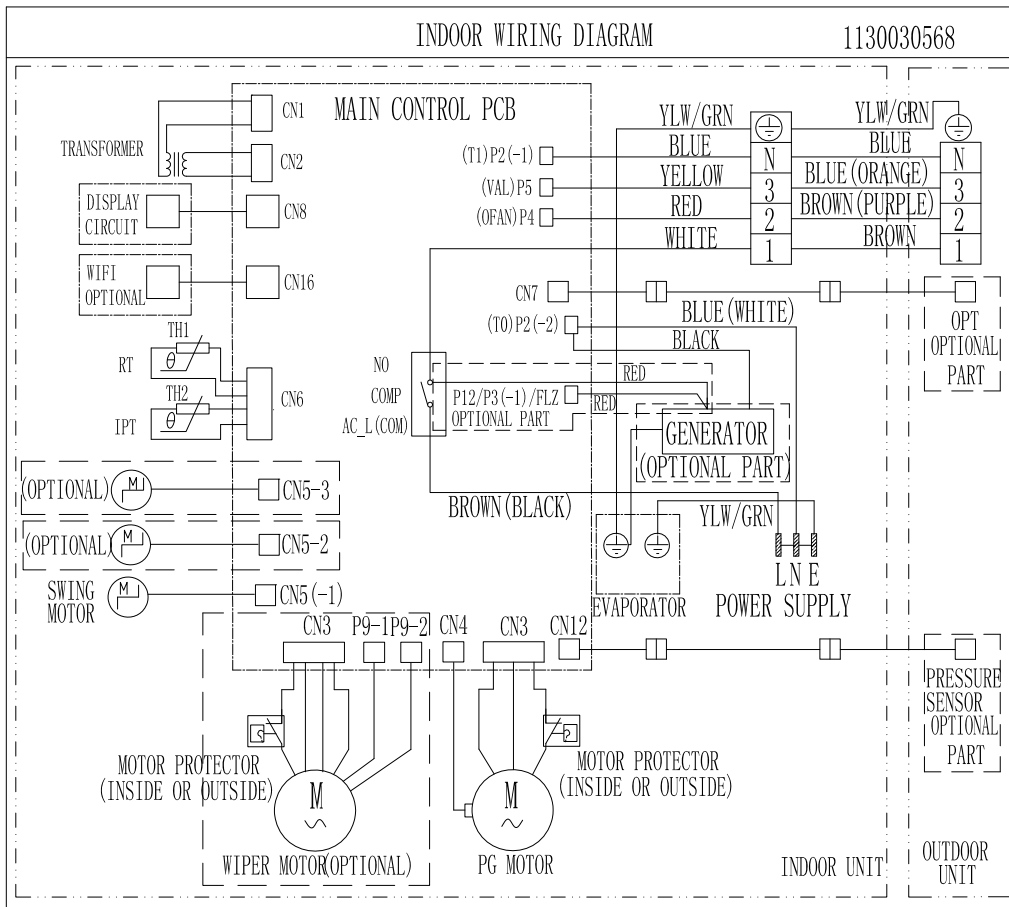 INDOOR WIRING DIAGRAM
1130030568
MAIN CONTROL PCB
TRANSFORMER
CN1
CN2
DISPLAY
CIRCUIT
CN8
WIFI
OPTIONAL
CN16
TH1
RT
TH2
IPT
CN6
(OPTIONAL)
M
CN5-3
(OPTIONAL)
M
CN5-2
SWING
MOTOR
M
CN5(-1)
(T1)P2(-1)
(VAL)P5
(OFAN)P4
YLW/GRN
BLUE
YELLOW
RED
WHITE
N
3
2
1
YLW/GRN
BLUE
BLUE(ORANGE)
BROWN(PURPLE)
BROWN
N
3
2
1
CN7
(T0)P2(-2)
BLUE(WHITE)
BLACK
OPT
OPTIONAL
PART
NO
COMP
AC_L(COM)
RED
P12/P3(-1)/FLZ
OPTIONAL PART
RED
GENERATOR
(OPTIONAL PART)
BROWN(BLACK)
YLW/GRN
EVAPORATOR
L N E
POWER SUPPLY
CN3
P9-1
P9-2
CN4
CN3
CN12
PRESSURE
SENSOR
OPTIONAL
PART
MOTOR PROTECTOR
(INSIDE OR OUTSIDE)
M
WIPER MOTOR(OPTIONAL)
MOTOR PROTECTOR
(INSIDE OR OUTSIDE)
M
PG MOTOR
INDOOR UNIT
OUTDOOR
UNIT